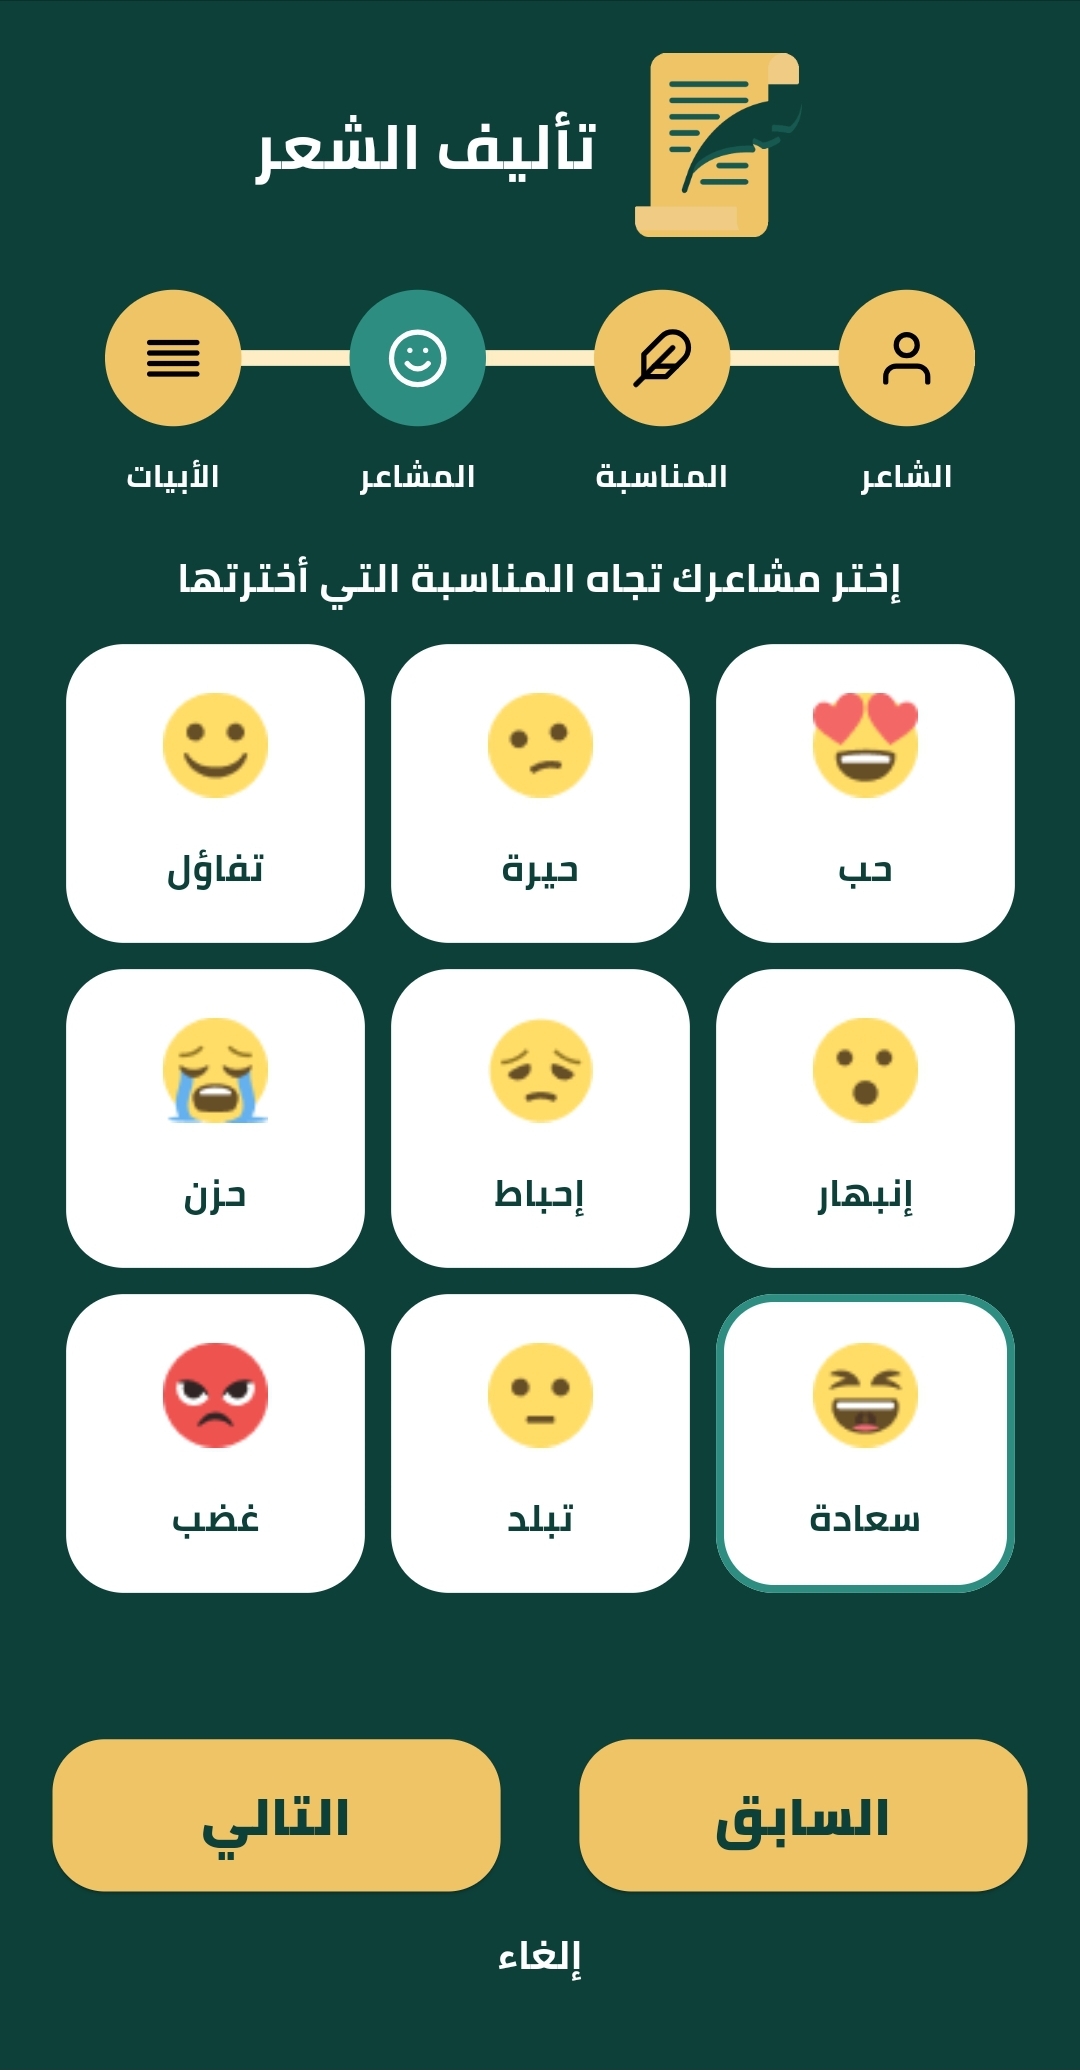 تأليف الشعر
الشاعر
المناسبة
المشاعر
الأبيات
إختر مشاعرك تجاه المناسبة التي أخترتها
حب
حيرة
تفاؤل
إنبهار
إحباط
حزن
سعادة
تبلد
غضب
السابق
التالي
إلغاء